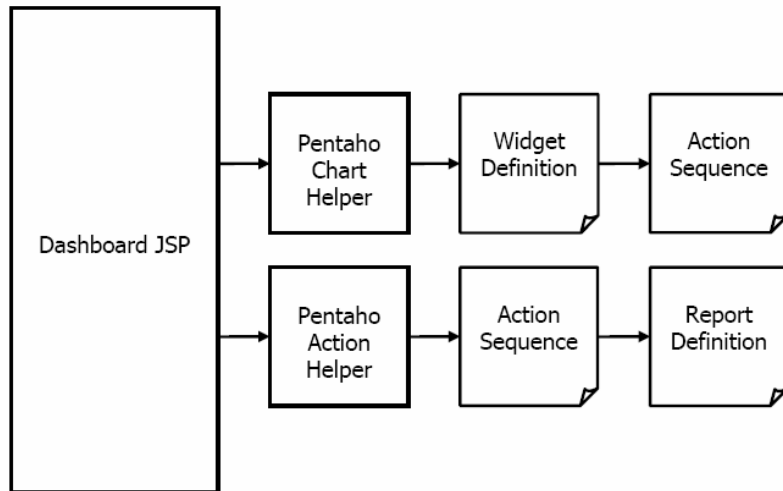 Dashboard JSP
Pentaho
Chart
Helper
Widget
Definition
Action
Sequence
Pentaho
Action
Helper
Action
Sequence
Report
Definition